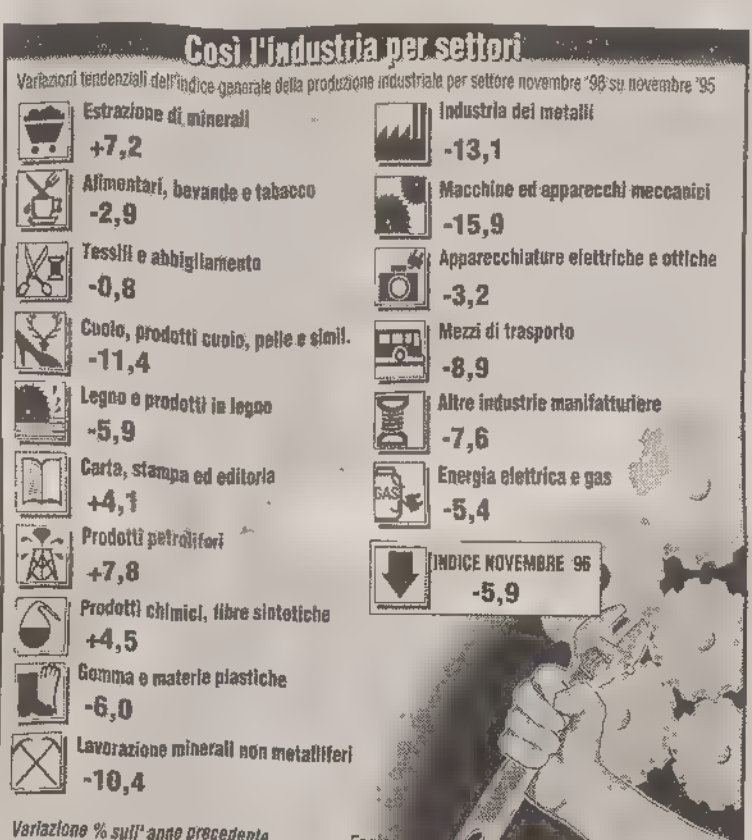 Così l'industria per settori
Variazioni tendenziali dell'indice generale della produzione industriale per settore novembre '96 su novembre '95
Estrazione di minerali
+7,2
Alimentari, bevande e tabacco
-2,9
Tessili e abbigliamento
-0,8
Cuoio, prodotti cuoio, pelle e simil.
-11,4
Legno e prodotti in legno
-5,9
Carta, stampa ed editoria
+4,1
Prodotti petroliferi
+7,8
Prodotti chimici, fibre sintetiche
+4,5
Gomma e materie plastiche
-6,0
Lavorazione minerali non metalliferi
-10,4
Variazione % sull'anno precedente
Industria dei metalli
-13,1
Macchine ed apparecchi meccanici
-15,9
Apparecchiature elettriche e ottiche
-3,2
Mezzi di trasporto
-8,9
Altre industrie manifatturiere
-7,6
GAS
Energia elettrica e gas
-5,4
INDICE NOVEMBRE '96
-5,9